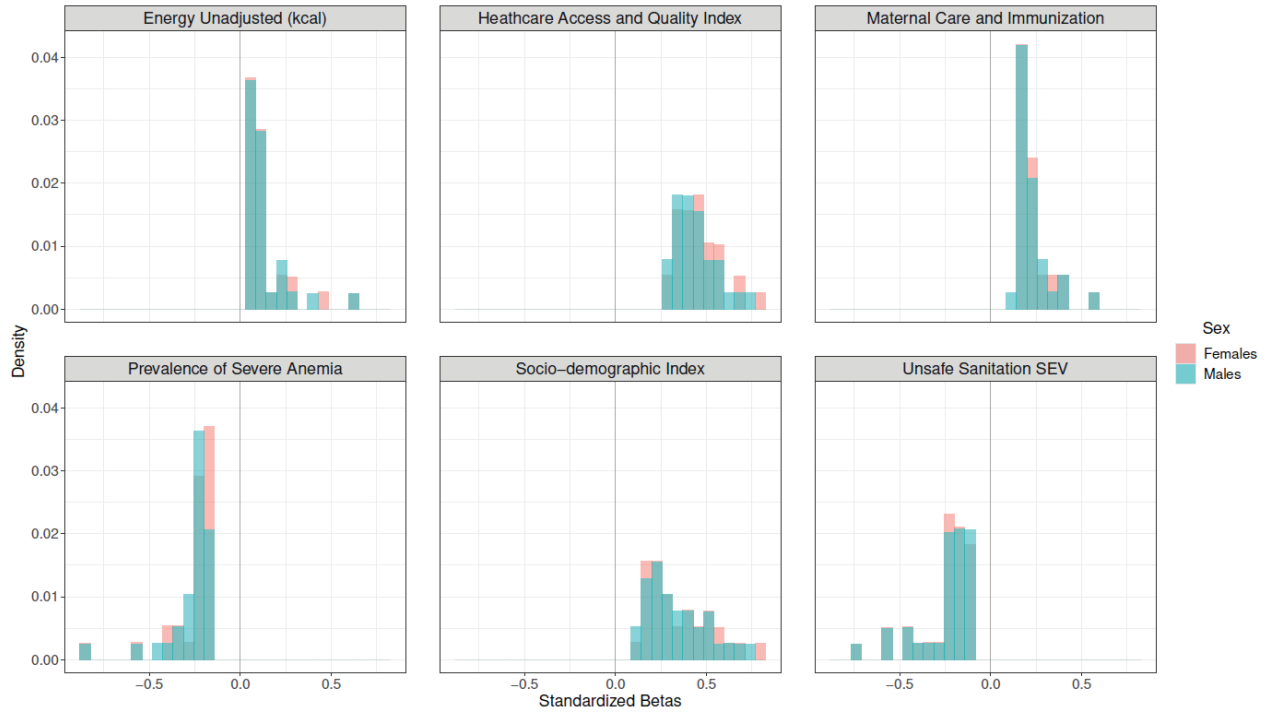 Energy Unadjusted (kcal)
Heathcare Access and Quality Index
Maternal Care and Immunization
0.04
0.03
0.02
0.01
0.00
Density
Prevalence of Severe Anemia
Socio−demographic Index
Unsafe Sanitation SEV
0.04
0.03
0.02
0.01
0.00
−0.5
0.0
0.5
−0.5
0.0
0.5
−0.5
0.0
0.5
Standardized Betas
Sex
Females
Males